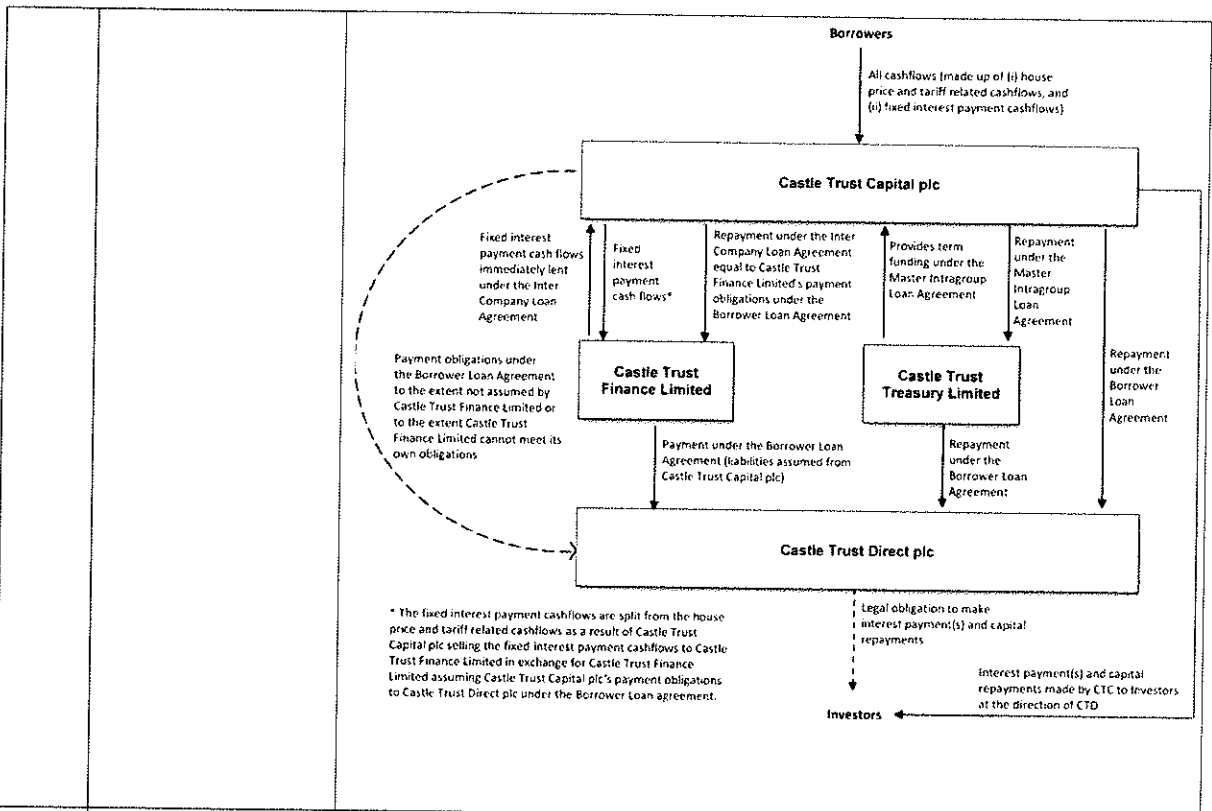 Borrowers
All cashflows (made up of (i) house
price and tariff related cashflows, and
(ii) fixed interest payment cashflows)
Castle Trust Capital plc
Fixed interest
payment cash flows
immediately lent
under the Inter
Company Loan
Agreement
Fixed
interest
payment
cash flows*
Repayment under the Inter
Company Loan Agreement
equal to Castle Trust
Finance Limited's payment
obligations under the
Borrower Loan Agreement
Provides term
funding under the
Master Intragroup
Loan Agreement
Repayment
under the
Master
Intragroup
Loan
Agreement
Repayment
under the
Borrower
Loan
Agreement
Payment obligations under
the Borrower Loan Agreement
to the extent not assumed by
Castle Trust Finance Limited or
to the extent Castle Trust
Finance Limited cannot meet its
own obligations
Castle Trust
Finance Limited
Castle Trust
Treasury Limited
Payment under the Borrower Loan
Agreement (liabilities assumed from
Castle Trust Capital plc)
Repayment
under the
Borrower Loan
Agreement
Castle Trust Direct plc
* The fixed interest payment cashflows are split from the house
price and tariff related cashflows as a result of Castle Trust
Capital plc selling the fixed interest payment cashflows to Castle
Trust Finance Limited in exchange for Castle Trust Finance
Limited assuming Castle Trust Capital plc's payment obligations
to Castle Trust Direct plc under the Borrower Loan agreement.
Legal obligation to make
interest payment(s) and capital
repayments
Interest payment(s) and capital
repayments made by CTC to Investors
at the direction of CTD
Investors